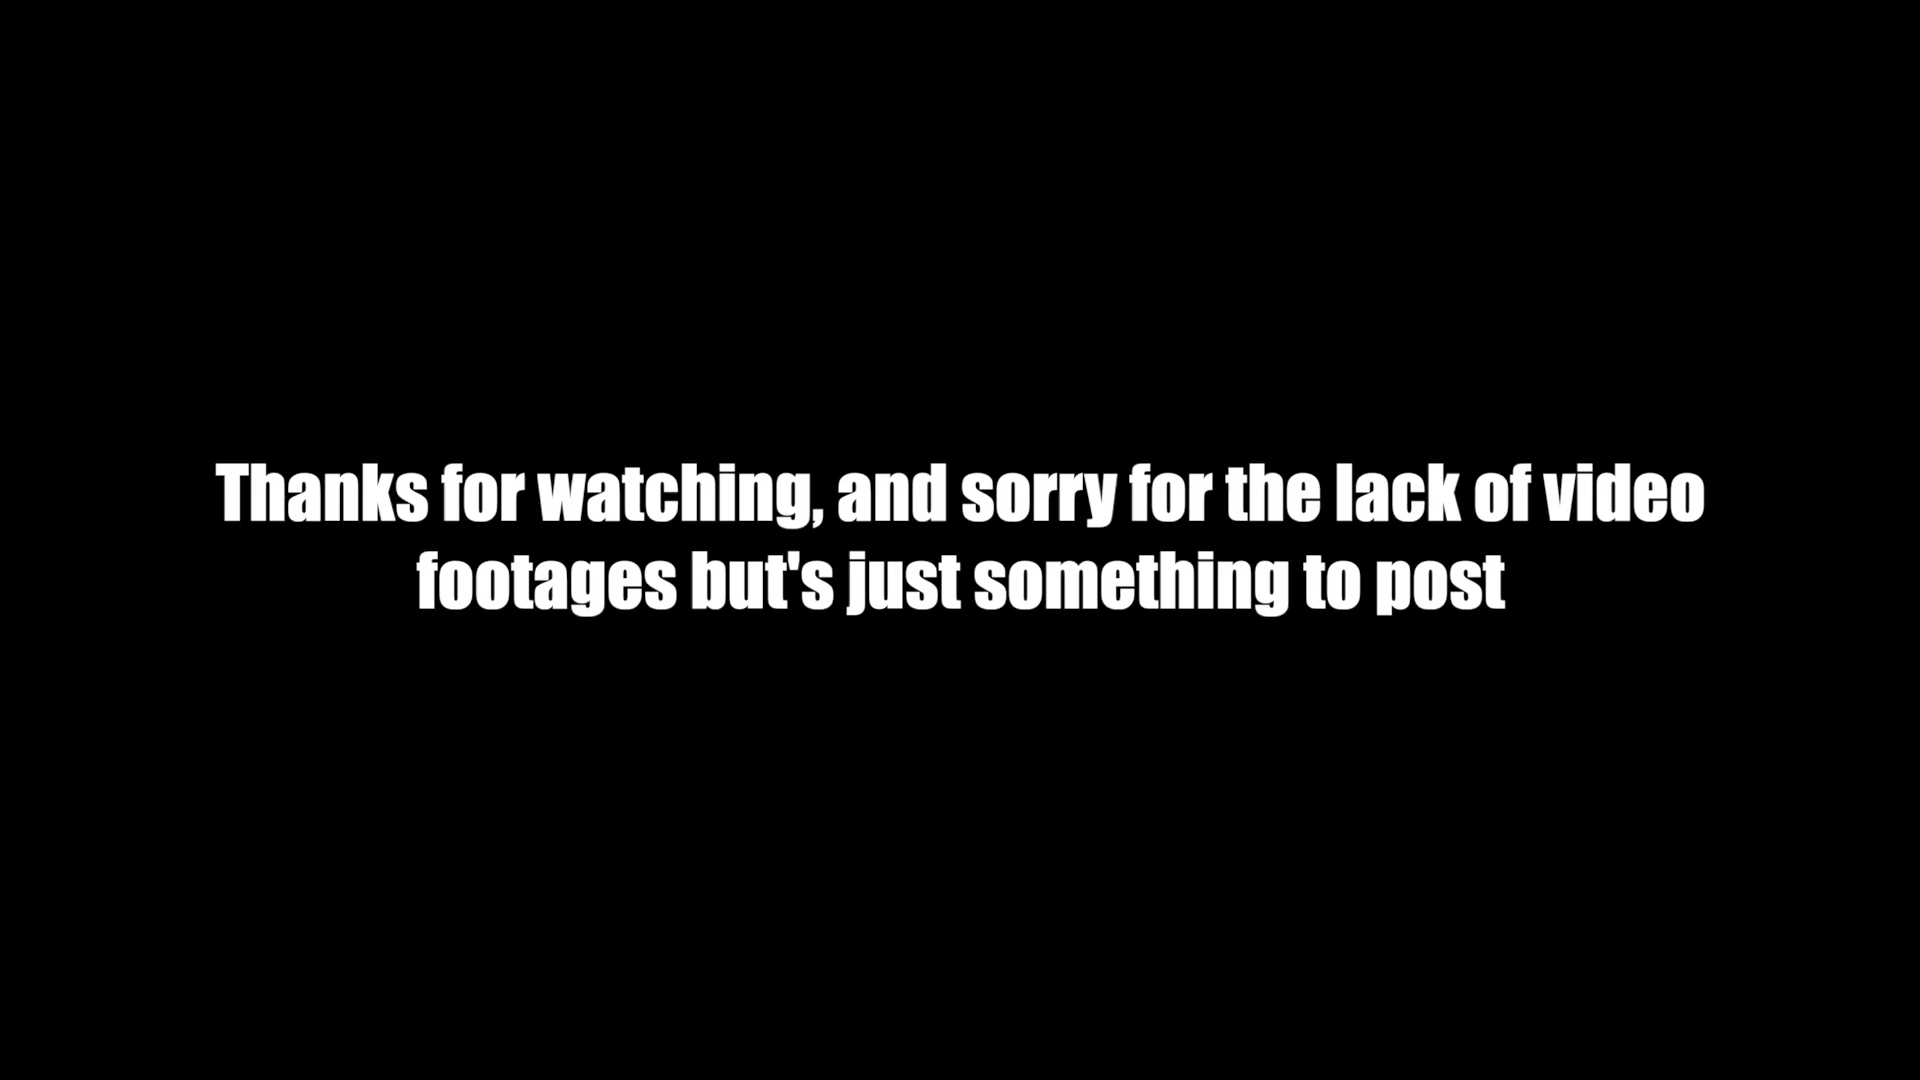 Thanks for watching, and sorry for the lack of video
footages but's just something to post